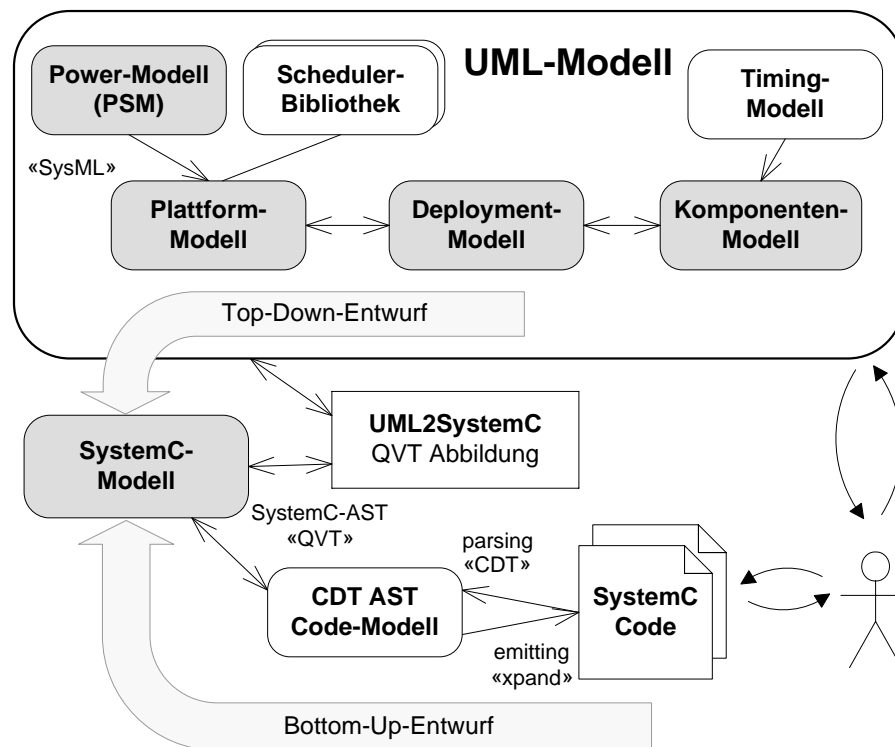 UML-Modell
Power-Modell
(PSM)
Scheduler-
Bibliothek
Timing-
Modell
«SysML»
Plattform-
Modell
Deployment-
Modell
Komponenten-
Modell
Top-Down-Entwurf
UML2SystemC
QVT Abbildung
SystemC-
Modell
SystemC-AST
«QVT»
parsing
«CDT»
CDT AST
Code-Modell
SystemC
Code
emitting
«xpand»
Bottom-Up-Entwurf